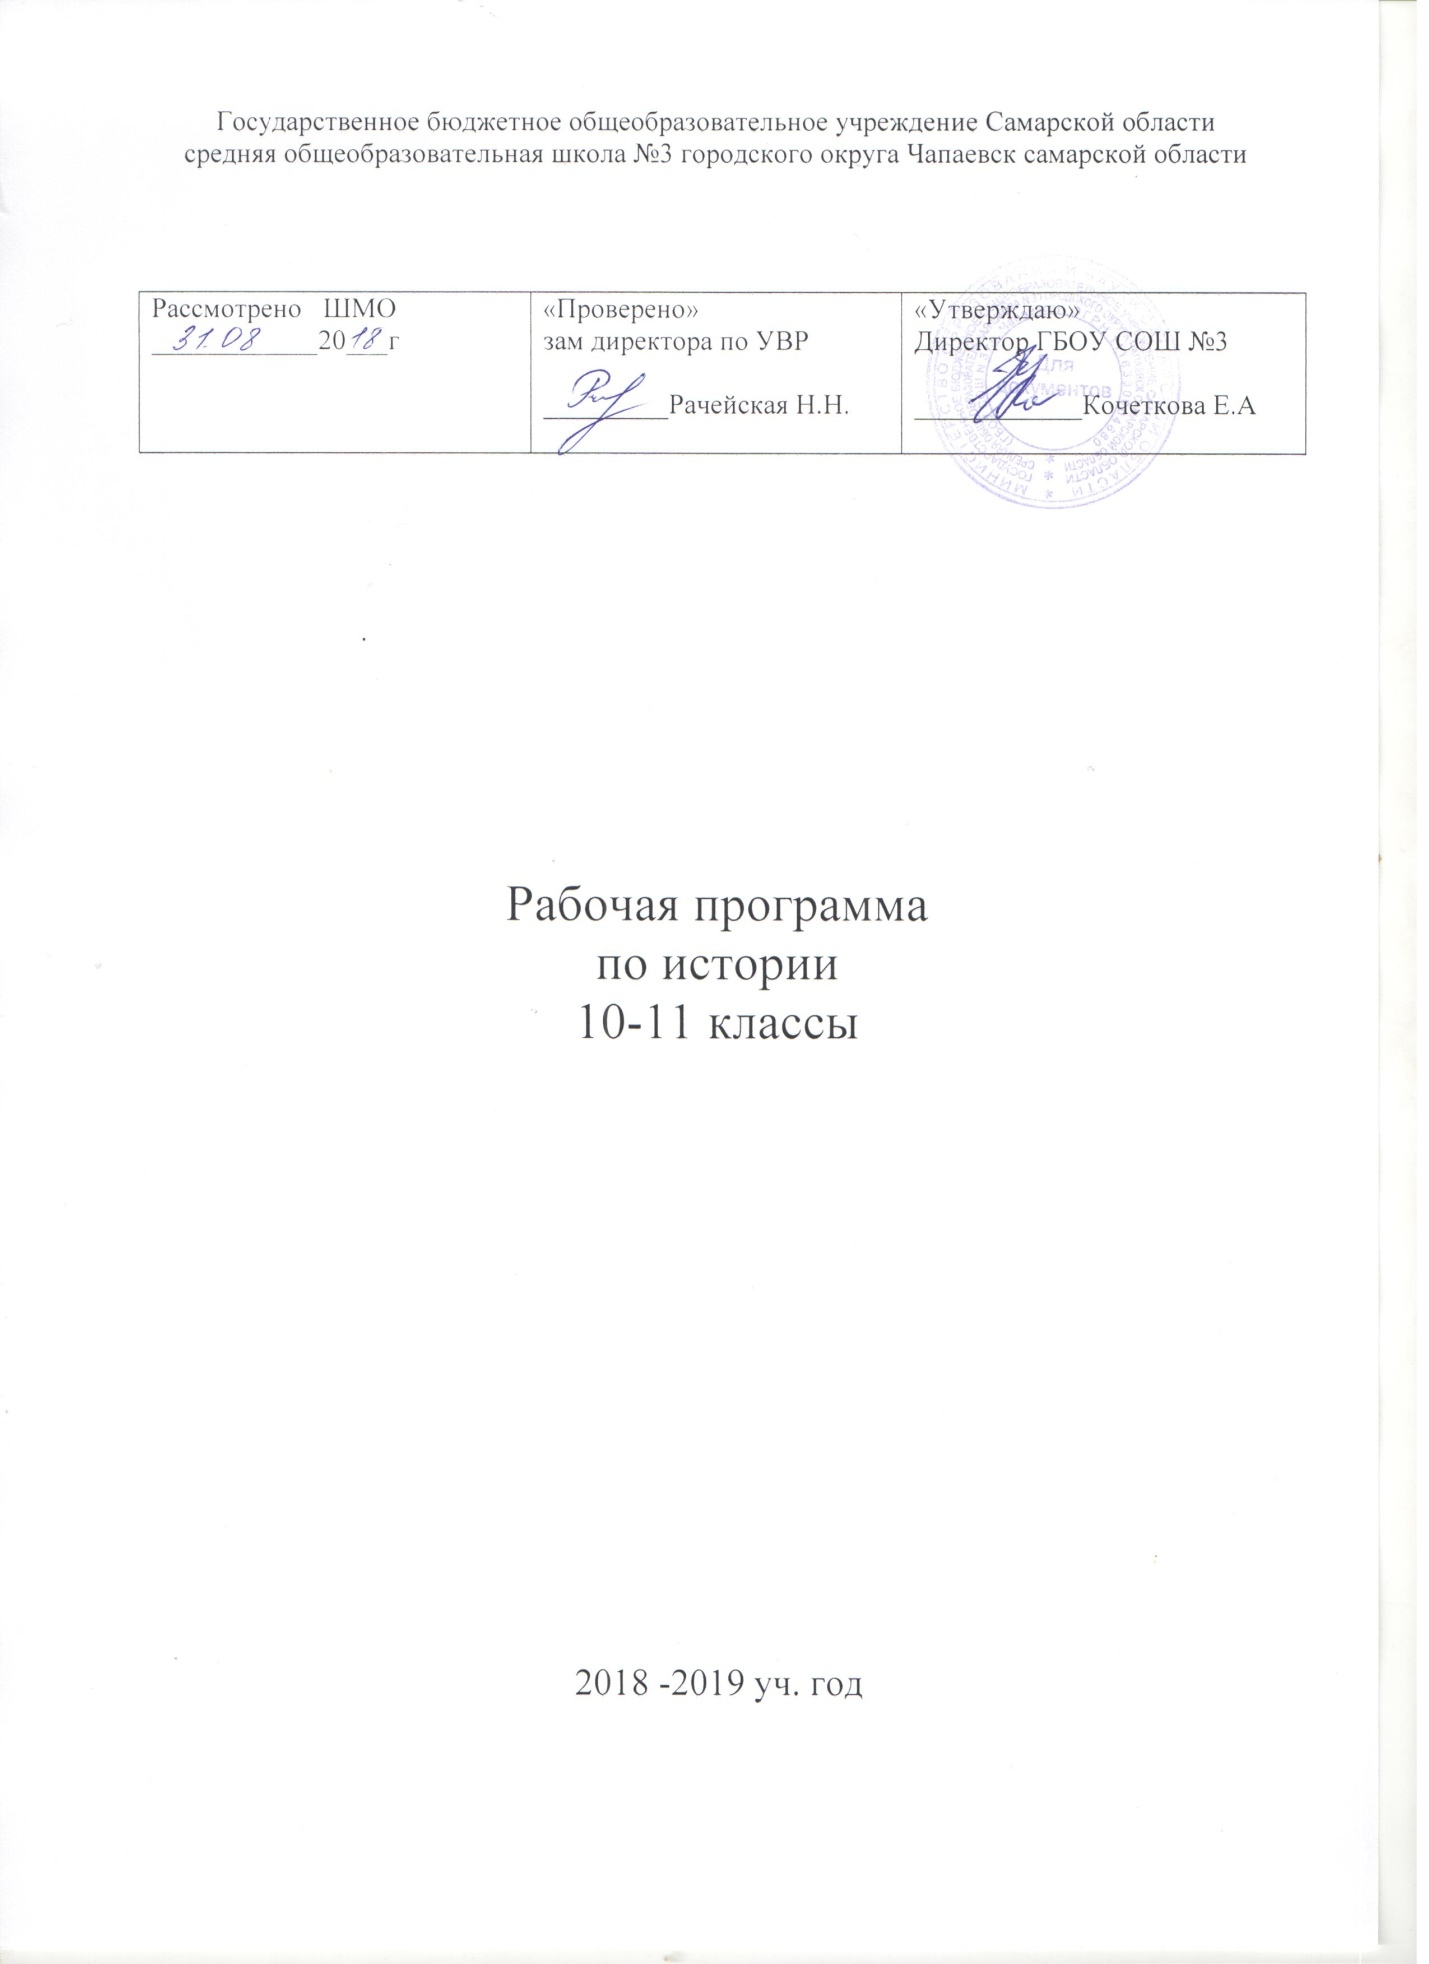 Государственное бюджетное общеобразовательное учреждение Самарской области
средняя общеобразовательная школа №3 городского округа Чапаевск самарской области
Рассмотрено ШМО
31.08 2018 г
«Проверено»
зам директора по УВР
Рачейская Н.Н.
«Утверждаю»
Директор ГБОУ СОШ №3
Кочеткова Е.А
Для
документов
Рабочая программа
по истории
10-11 классы
2018 -2019 уч. год